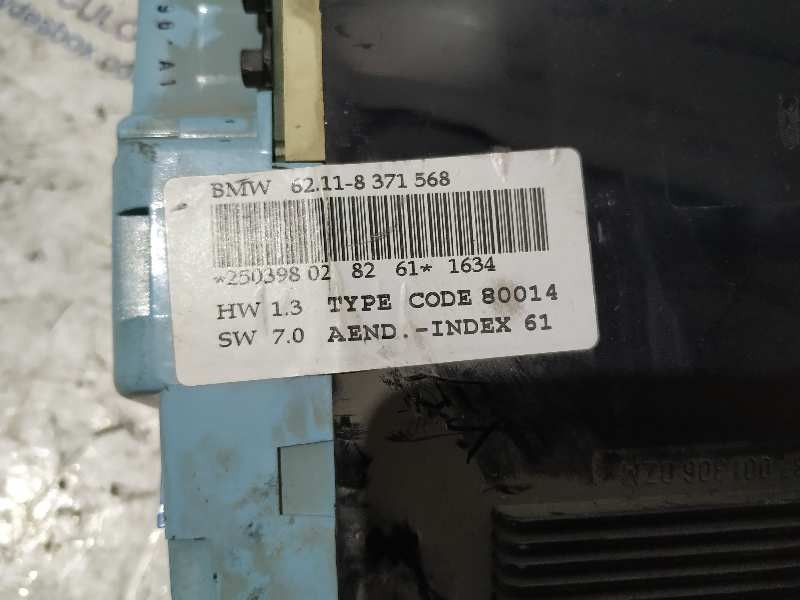 BMW 62.11-8 371 568
*250398 02 82 61* 1634
HW 1.3 TYPE CODE 80014
SW 7.0 AEND.-INDEX 61